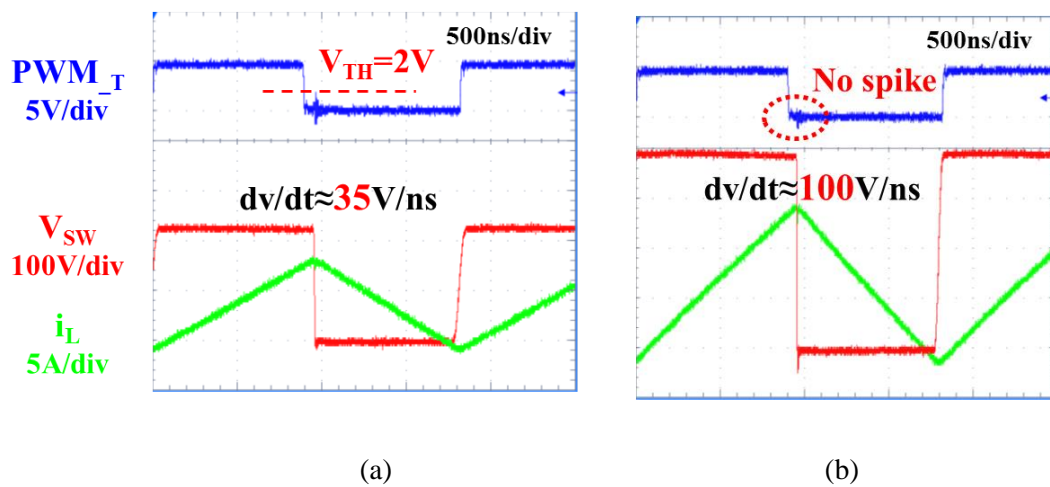 500ns/div
V_TH=2V
PWM_T
5V/div
dv/dt≈35V/ns
V_SW
100V/div
i_L
5A/div
500ns/div
No spike
dv/dt≈100V/ns
(a)
(b)